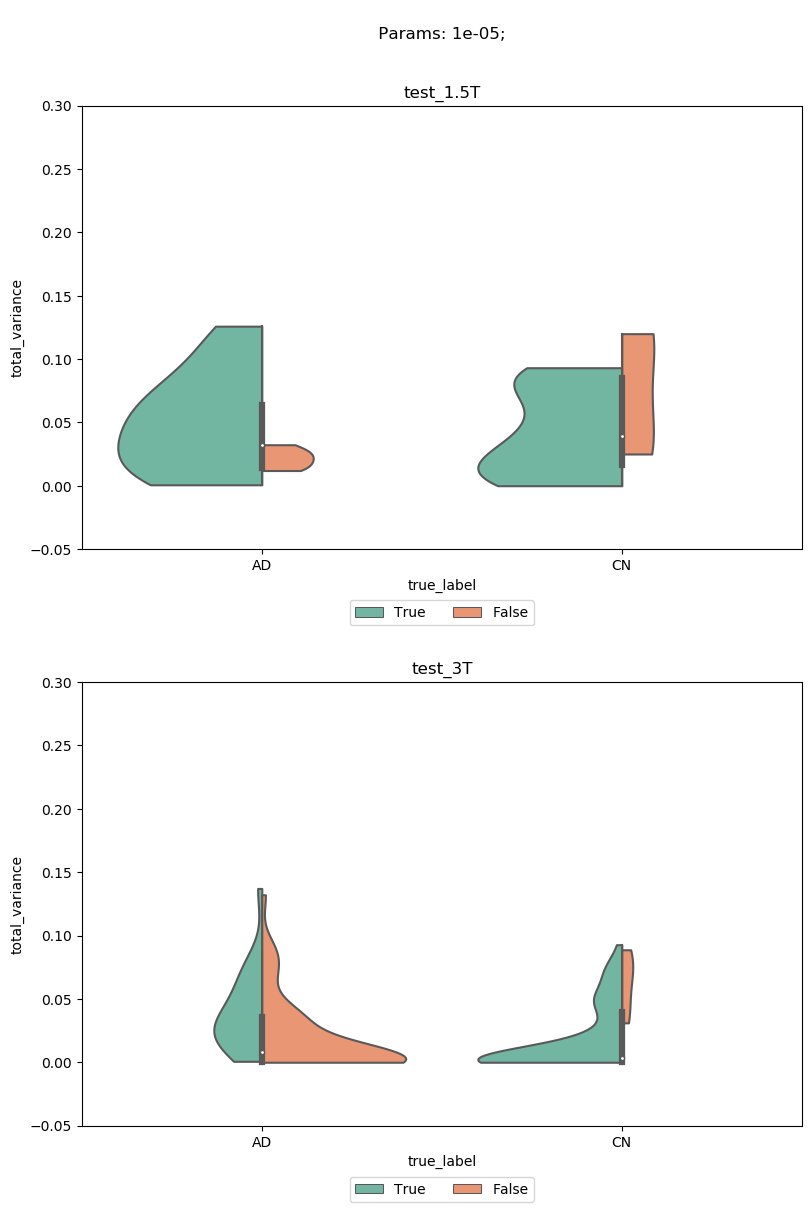 Params: 1e-05;
test_1.5T
0.30
0.25
0.20
0.15
0.10
0.05
0.00
−0.05
total_variance
AD CN
true_label
True False
test_3T
0.30
0.25
0.20
0.15
0.10
0.05
0.00
−0.05
total_variance
AD CN
true_label
True False